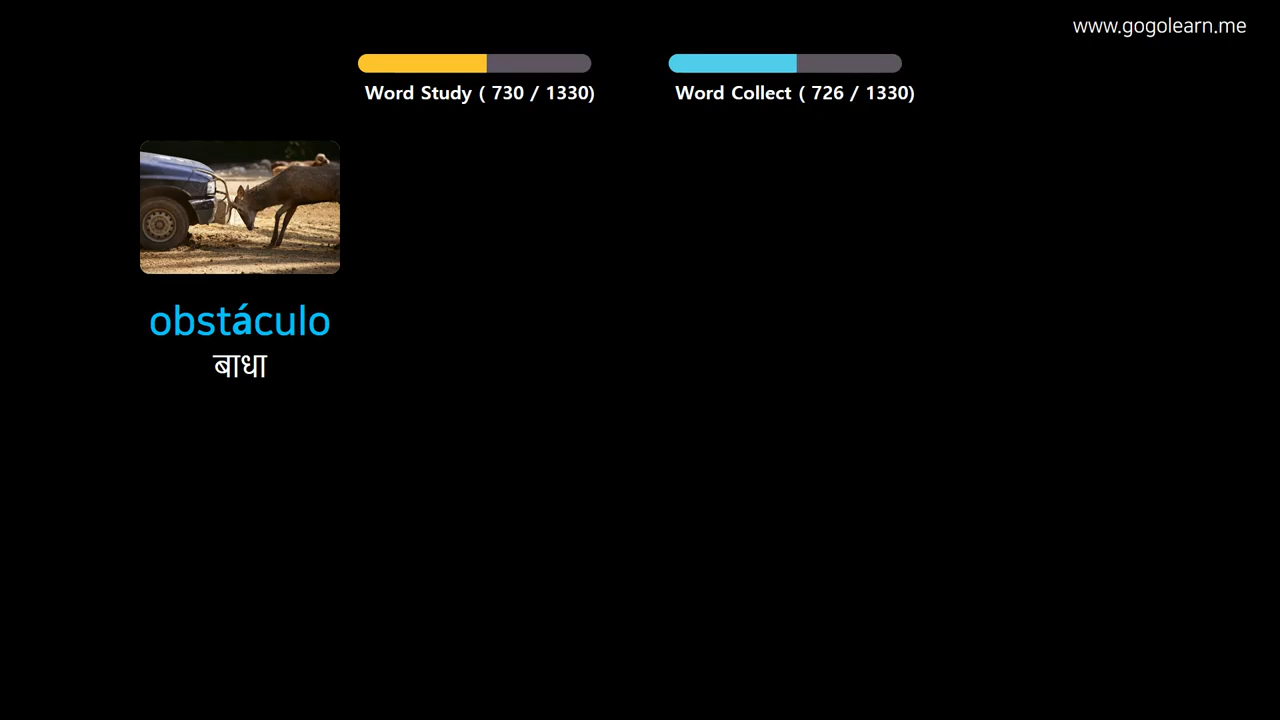 www.gogolearn.me
Word Study ( 730 / 1330)
Word Collect ( 726 / 1330)
obstáculo
बाधा